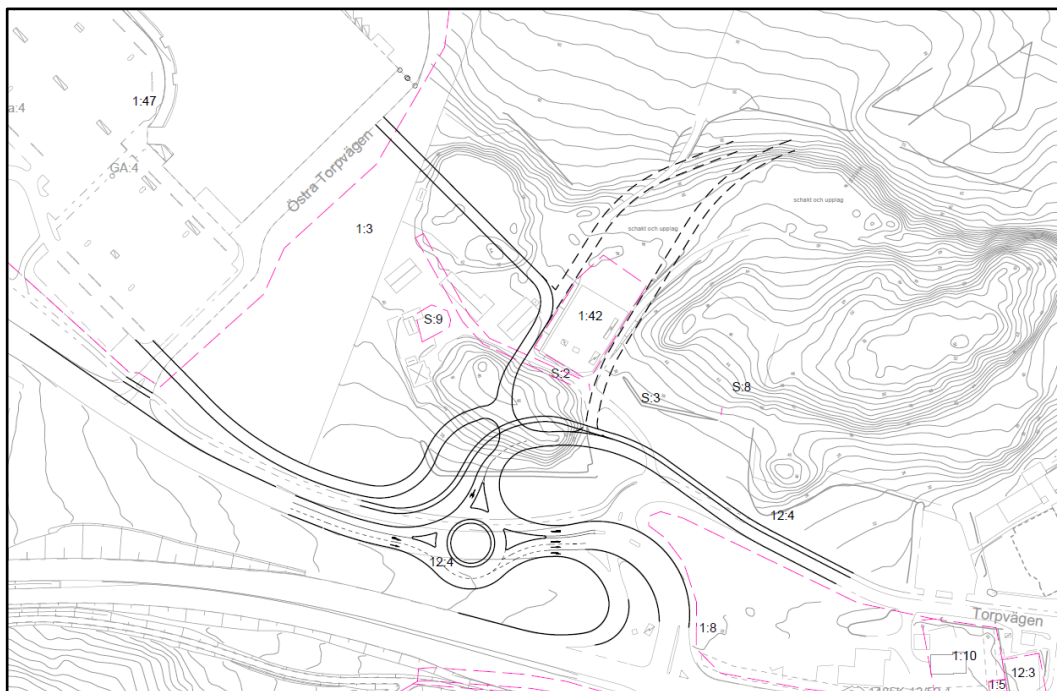 1:47
a:4
GA:4
Östra Torpvägen
1:3
schakt och upplag
schakt och upplag
S:9
1:42
S:2
S:3
S:8
12:4
12:4
1:8
Torpvägen
1:10
12:3
1:5